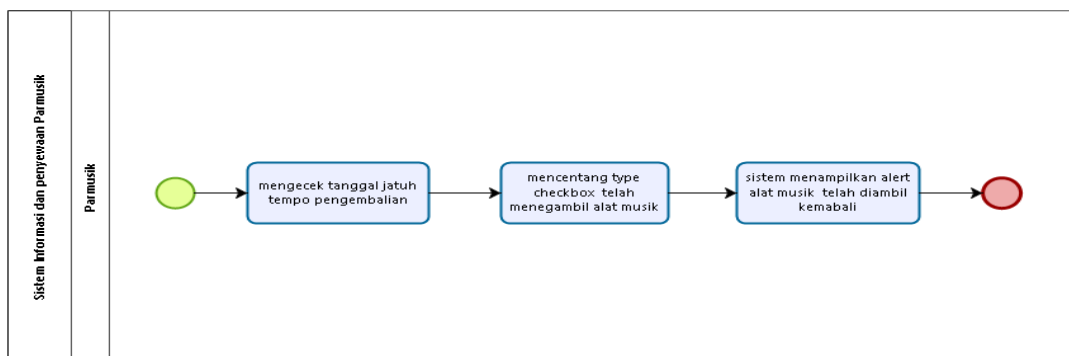 Sistem Informasi dan penyewaan Parmusik
Parmusik
mengecek tanggal jatuh
tempo pengembalian
mencentang type
checkbox telah
menegambil alat musik
sistem menampilkan alert
alat musik telah diambil
kemabali